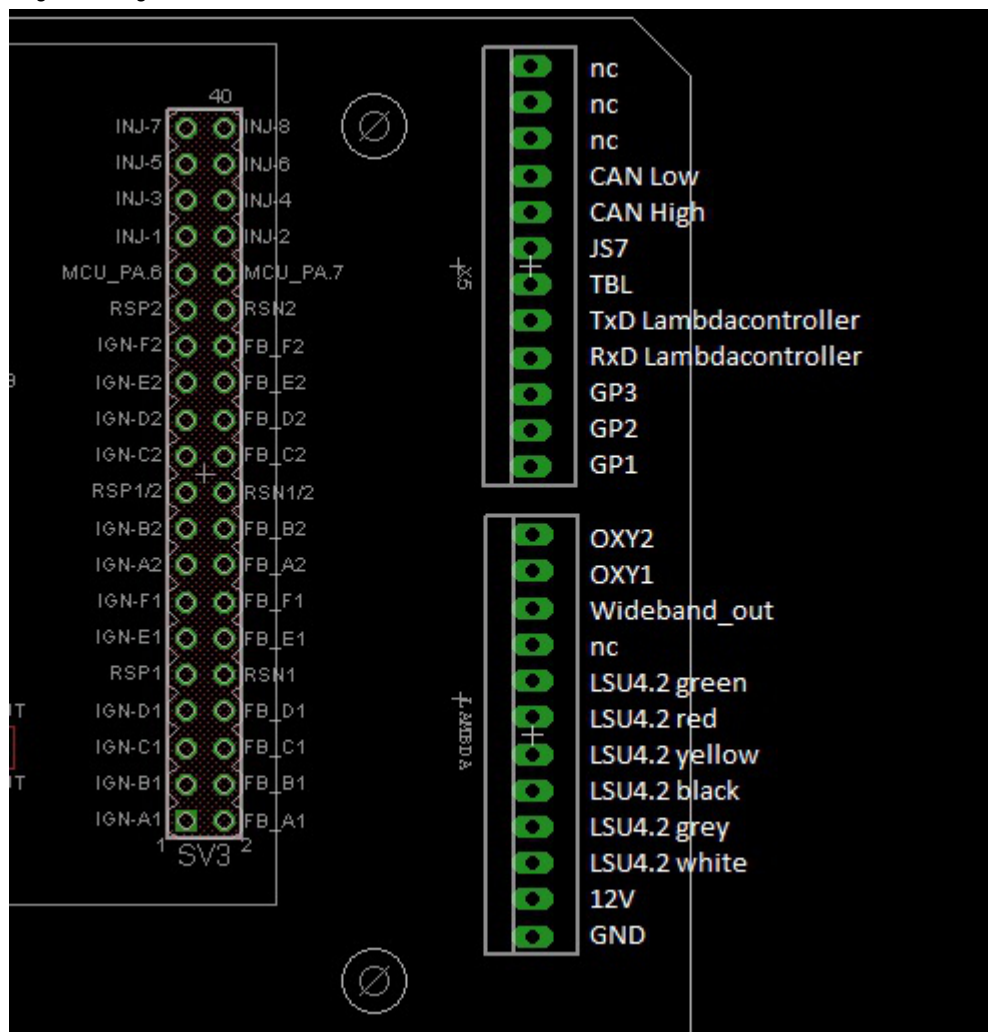 40
INJ-7 INJ-8
INJ-5 INJ-6
INJ-3 INJ-4
INJ-1 INJ-2
MCU_PA.6 MCU_PA.7
RSP2 RSN2
IGN-F2 FB_F2
IGN-E2 FB_E2
IGN-D2 FB_D2
IGN-C2 FB_C2
RSP1/2 RSN1/2
IGN-B2 FB_B2
IGN-A2 FB_A2
IGN-F1 FB_F1
IGN-E1 FB_E1
RSP1 RSN1
IGN-D1 FB_D1
IGN-C1 FB_C1
IGN-B1 FB_B1
IGN-A1 FB_A1
1 SV3 2
X5
nc
nc
nc
CAN Low
CAN High
JS7
TBL
TxD Lambdacontroller
RxD Lambdacontroller
GP3
GP2
GP1
LAMBDA
OXY2
OXY1
Wideband_out
nc
LSU4.2 green
LSU4.2 red
LSU4.2 yellow
LSU4.2 black
LSU4.2 grey
LSU4.2 white
12V
GND